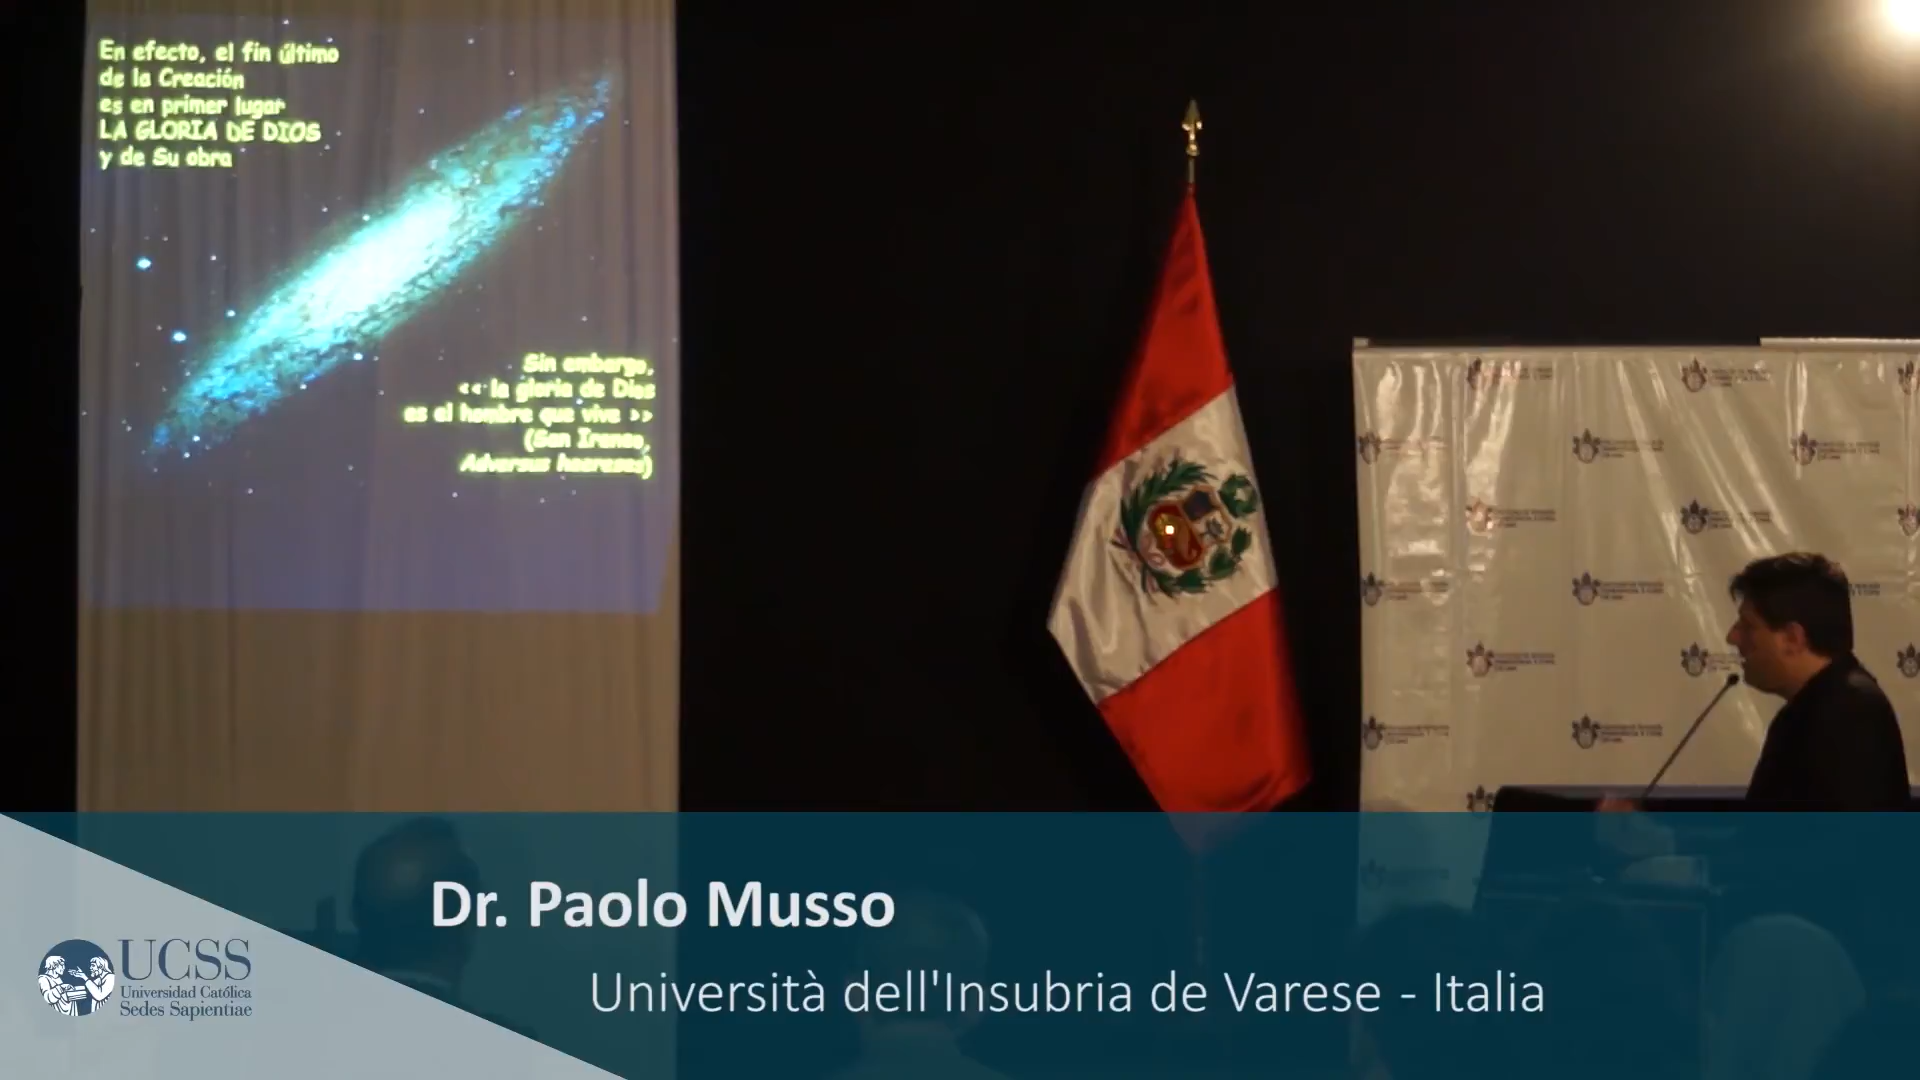 En efecto, el fin último
de la Creación
es en primer lugar
LA GLORIA DE DIOS
y de Su obra
Sin embargo,
<< la gloria de Dios
es el hombre que vive >>
(San Ireneo,
Adversus haereses)
Dr. Paolo Musso
Università dell'Insubria de Varese - Italia
UCSS
Universidad Católica
Sedes Sapientiae